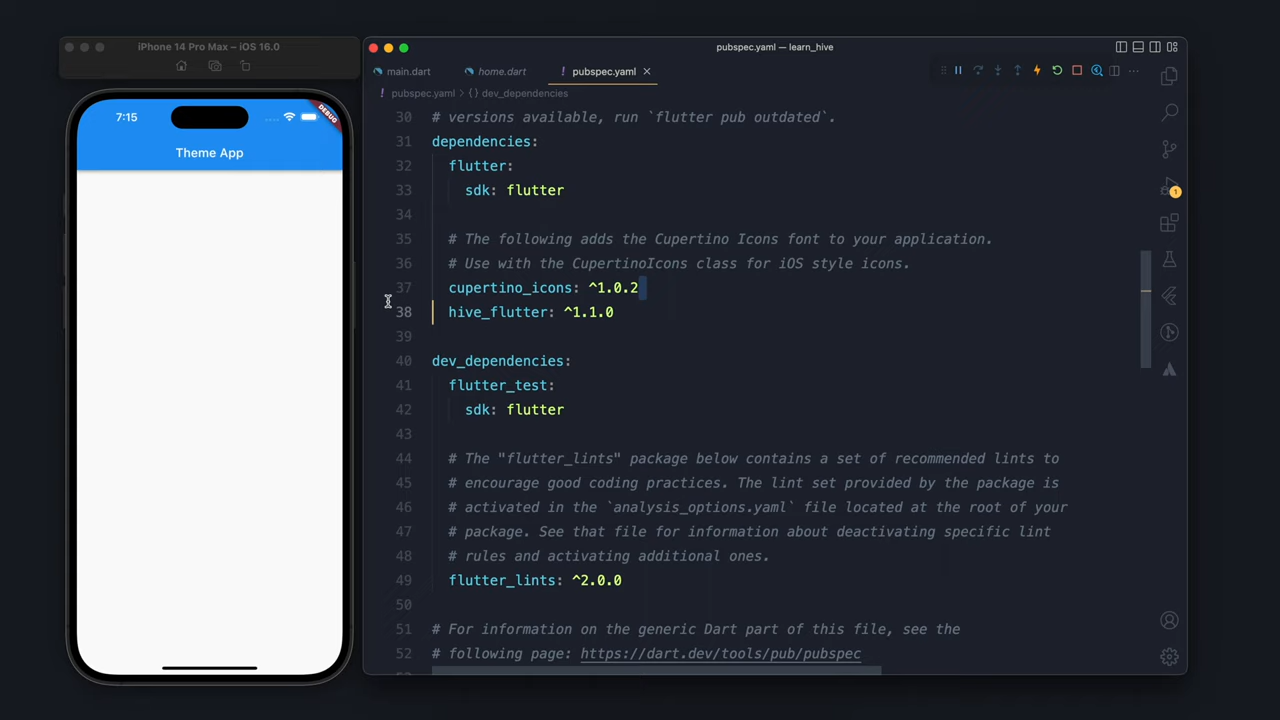 iPhone 14 Pro Max – iOS 16.0
7:15
DEBUG
Theme App
pubspec.yaml — learn_hive
main.dart
home.dart
! pubspec.yaml
! pubspec.yaml > {} dev_dependencies
30 # versions available, run `flutter pub outdated`.
31 dependencies:
32 flutter:
33 sdk: flutter
34
35 # The following adds the Cupertino Icons font to your application.
36 # Use with the CupertinoIcons class for iOS style icons.
37 cupertino_icons: ^1.0.2
38 hive_flutter: ^1.1.0
39
40 dev_dependencies:
41 flutter_test:
42 sdk: flutter
43
44 # The "flutter_lints" package below contains a set of recommended lints to
45 # encourage good coding practices. The lint set provided by the package is
46 # activated in the `analysis_options.yaml` file located at the root of your
47 # package. See that file for information about deactivating specific lint
48 # rules and activating additional ones.
49 flutter_lints: ^2.0.0
50
51 # For information on the generic Dart part of this file, see the
52 # following page: https://dart.dev/tools/pub/pubspec
1